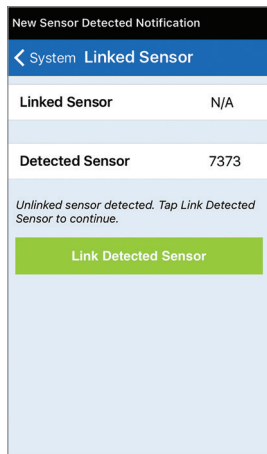 New Sensor Detected Notification
System Linked Sensor
Linked Sensor N/A
Detected Sensor 7373
Unlinked sensor detected. Tap Link Detected
Sensor to continue.
Link Detected Sensor